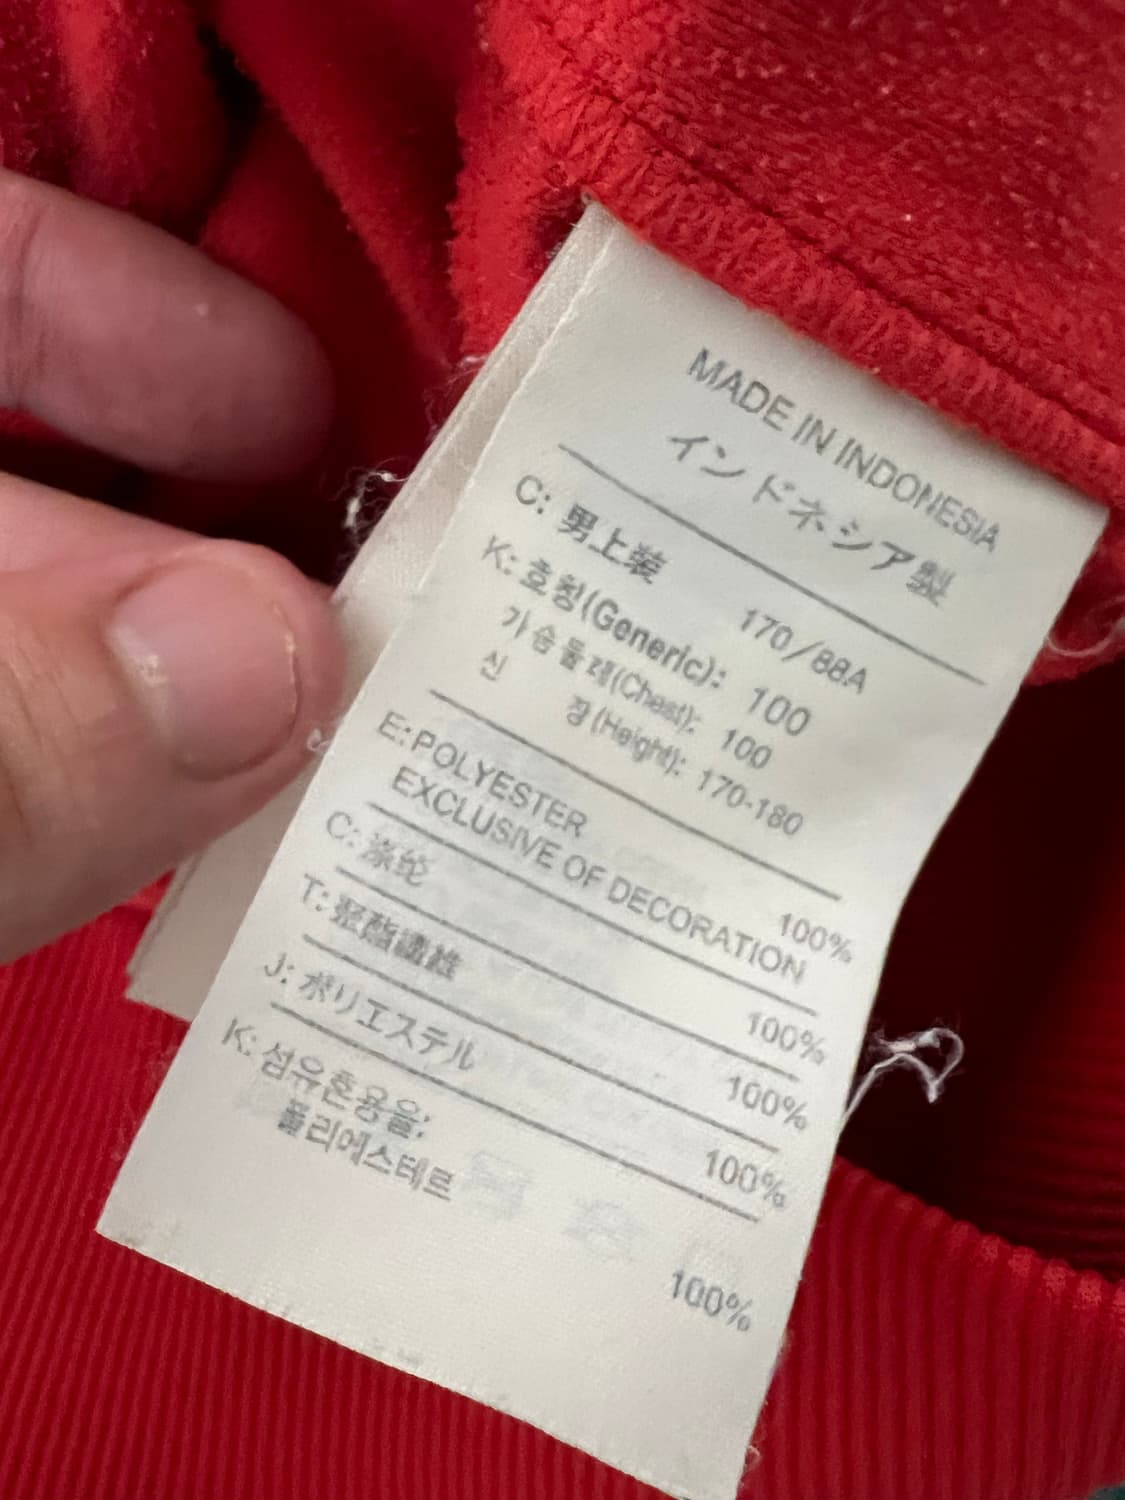 MADE IN INDONESIA
インドネシア製
C: 男上装 170/88A
K: 호칭(Generic): 100
가슴둘레(Chest): 100
신 장(Height): 170-180
E: POLYESTER 100%
EXCLUSIVE OF DECORATION
C: 涤纶 100%
T: 聚酯纖維 100%
J: ポリエステル 100%
K: 섬유혼용율:
폴리에스테르 100%